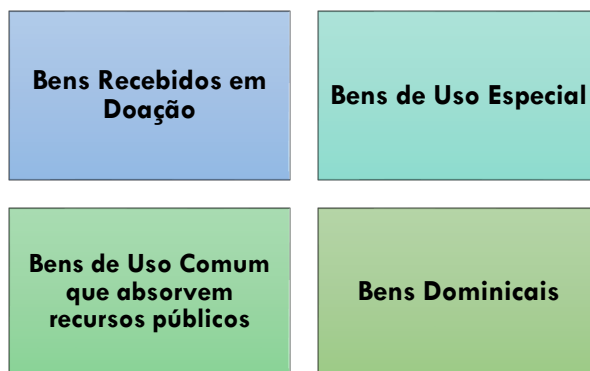 Bens Recebidos em
Doação
Bens de Uso Especial
Bens de Uso Comum
que absorvem
recursos públicos
Bens Dominicais